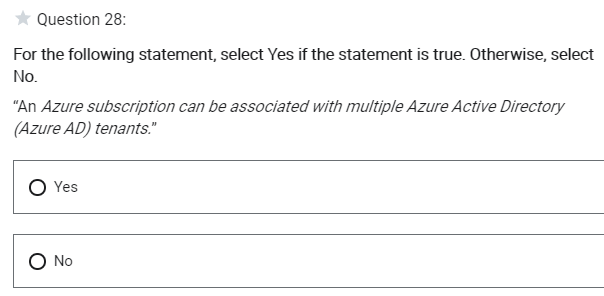 Question 28:
For the following statement, select Yes if the statement is true. Otherwise, select
No.
"An Azure subscription can be associated with multiple Azure Active Directory
(Azure AD) tenants."
Yes
No